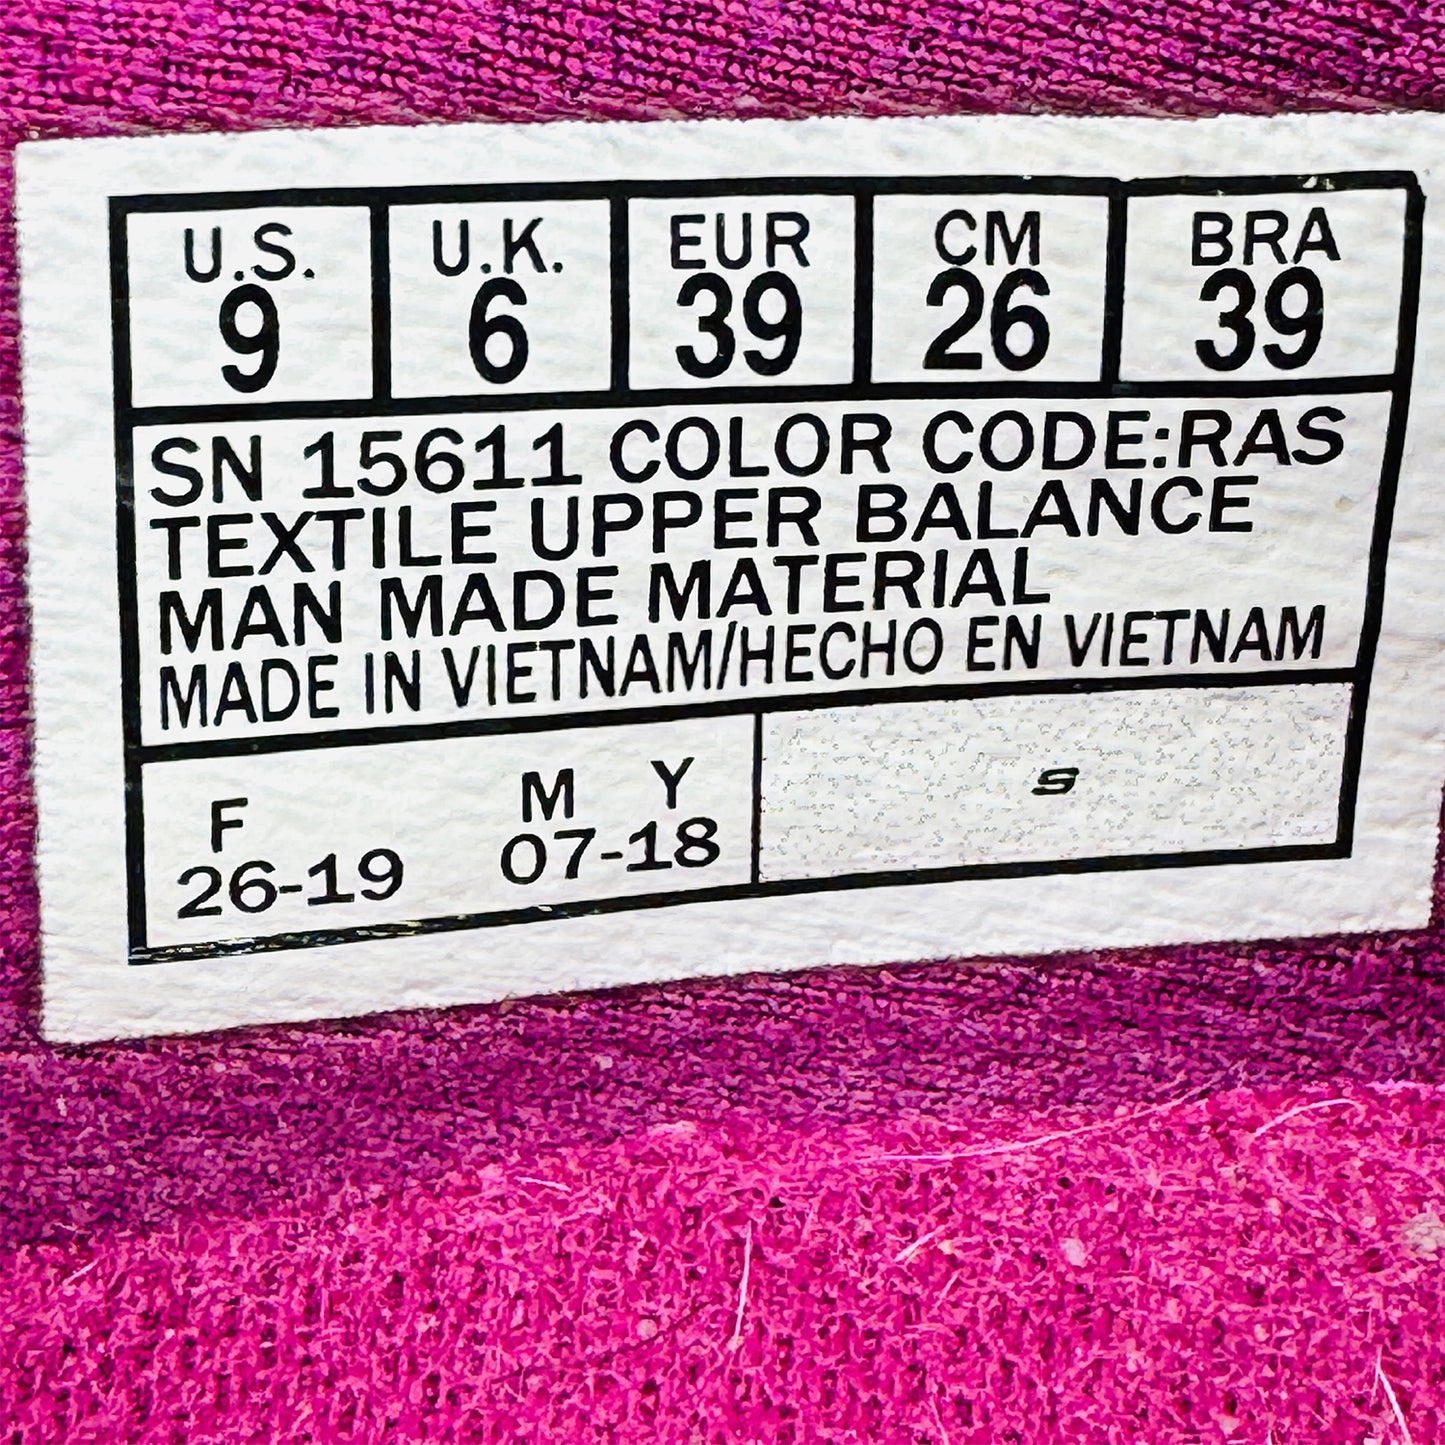 U.S. U.K. EUR CM BRA
9 6 39 26 39
SN 15611 COLOR CODE:RAS
TEXTILE UPPER BALANCE
MAN MADE MATERIAL
MADE IN VIETNAM/HECHO EN VIETNAM
F M Y
26-19 07-18
S